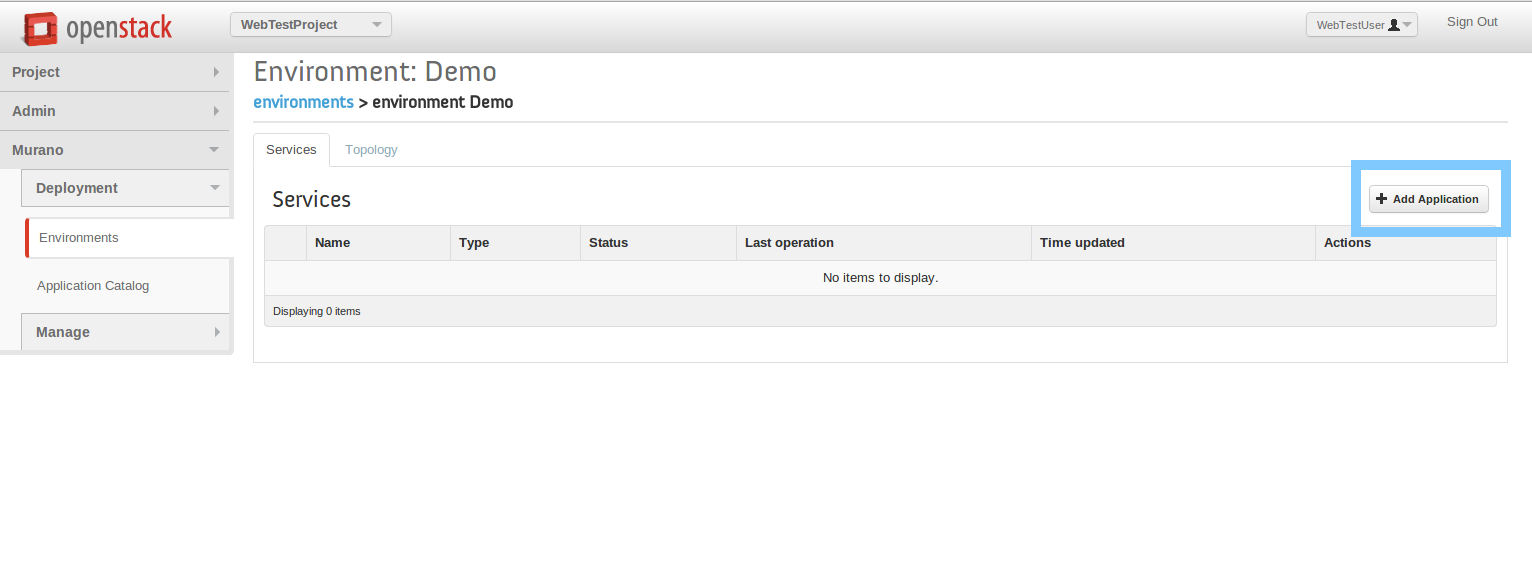 openstack
WebTestProject
WebTestUser
Sign Out
Project
Admin
Murano
Deployment
Environments
Application Catalog
Manage
Environment: Demo
environments > environment Demo
Services Topology
Services
Add Application
Name Type Status Last operation Time updated Actions
No items to display.
Displaying 0 items